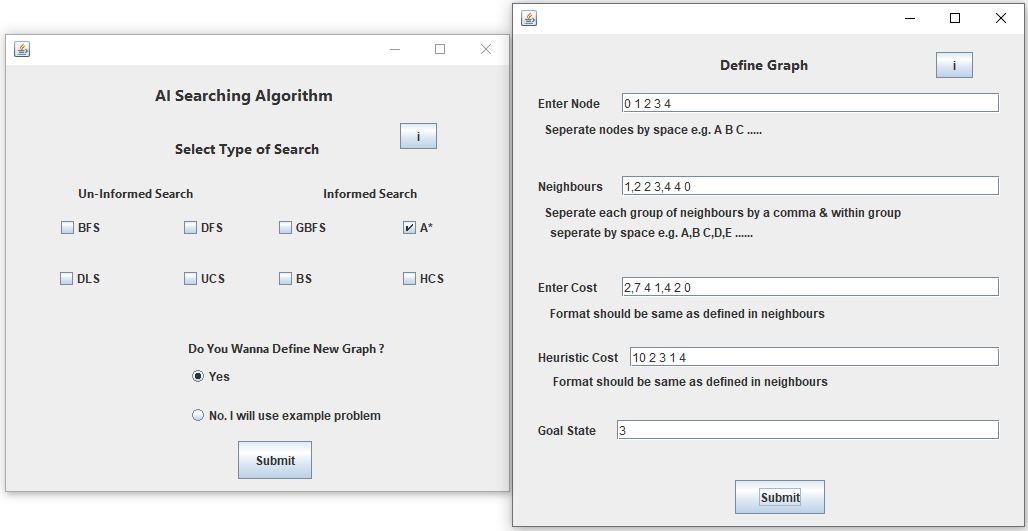 AI Searching Algorithm
i
Select Type of Search
Un-Informed Search
Informed Search
BFS
DFS
GBFS
A*
DLS
UCS
BS
HCS
Do You Wanna Define New Graph ?
Yes
No. I will use example problem
Submit
Define Graph
i
Enter Node
0 1 2 3 4
Seperate nodes by space e.g. A B C .....
Neighbours
1,2 2 3,4 4 0
Seperate each group of neighbours by a comma & within group
seperate by space e.g. A,B C,D,E ......
Enter Cost
2,7 4 1,4 2 0
Format should be same as defined in neighbours
Heuristic Cost
10 2 3 1 4
Format should be same as defined in neighbours
Goal State
3
Submit